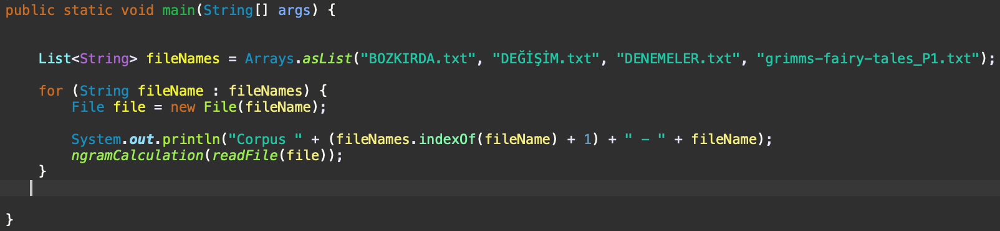 public static void main(String[] args) {
List<String> fileNames = Arrays.asList("BOZKIRDA.txt", "DEĞİŞİM.txt", "DENEMELER.txt", "grimms-fairy-tales_P1.txt");
for (String fileName : fileNames) {
File file = new File(fileName);
System.out.println("Corpus " + (fileNames.indexOf(fileName) + 1) + " - " + fileName);
ngramCalculation(readFile(file));
}
}